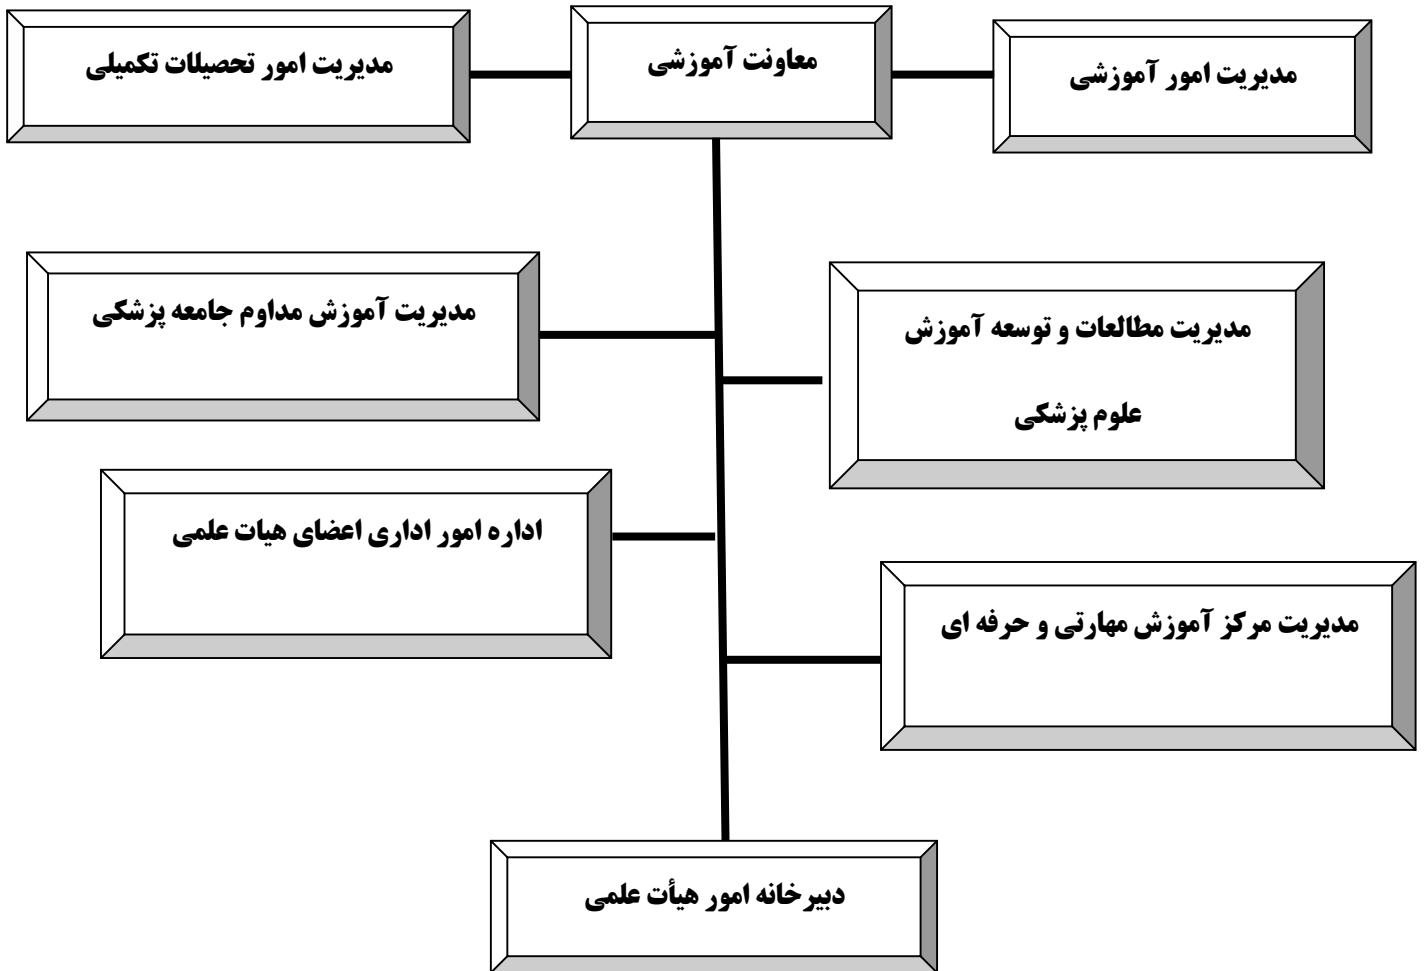 مدیریت امور آموزشی
معاونت آموزشی
مدیریت امور تحصیلات تکمیلی
مدیریت مطالعات و توسعه آموزش
علوم پزشکی
مدیریت آموزش مداوم جامعه پزشکی
اداره امور اداری اعضای هیات علمی
مدیریت مرکز آموزش مهارتی و حرفه ای
دبیرخانه امور هیأت علمی